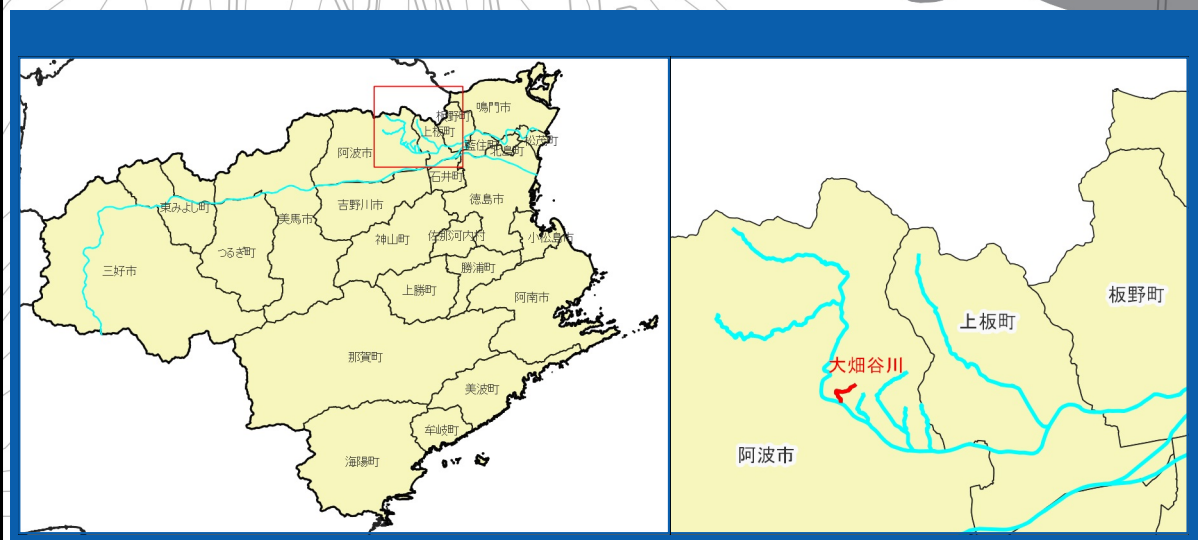 鳴門市
板野町
上板町
松茂町
藍住町
北島町
阿波市
石井町
徳島市
東みよし町
美馬市
吉野川市
つるぎ町
神山町
佐那河内村
小松島市
三好市
勝浦町
上勝町
阿南市
那賀町
美波町
牟岐町
海陽町
板野町
上板町
大畑谷川
阿波市